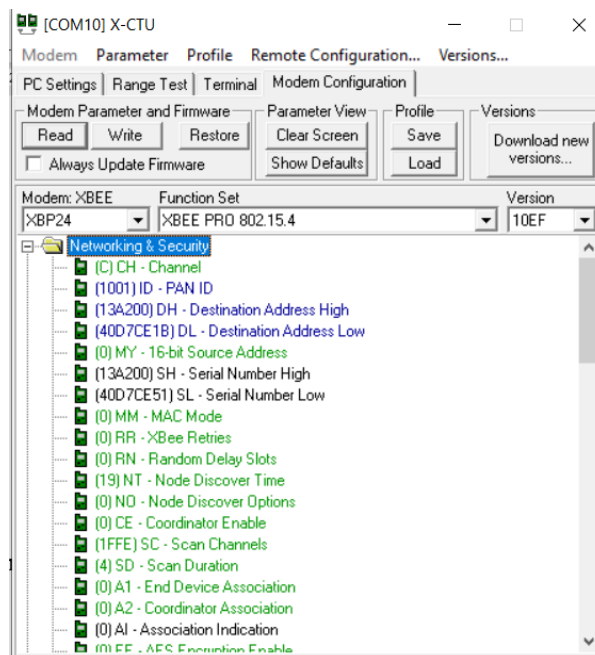 [COM10] X-CTU
Modem Parameter Profile Remote Configuration... Versions...
PC Settings Range Test Terminal Modem Configuration
Modem Parameter and Firmware Parameter View Profile Versions
Read Write Restore Clear Screen Save Download new versions...
Always Update Firmware Show Defaults Load
Modem: XBEE Function Set Version
XBP24 XBEE PRO 802.15.4 10EF
Networking & Security
(C) CH - Channel
(1001) ID - PAN ID
(13A200) DH - Destination Address High
(40D7CE1B) DL - Destination Address Low
(0) MY - 16-bit Source Address
(13A200) SH - Serial Number High
(40D7CE51) SL - Serial Number Low
(0) MM - MAC Mode
(0) RR - XBee Retries
(0) RN - Random Delay Slots
(19) NT - Node Discover Time
(0) NO - Node Discover Options
(0) CE - Coordinator Enable
(1FFE) SC - Scan Channels
(4) SD - Scan Duration
(0) A1 - End Device Association
(0) A2 - Coordinator Association
(0) AI - Association Indication
(0) EE - AES Encryption Enable